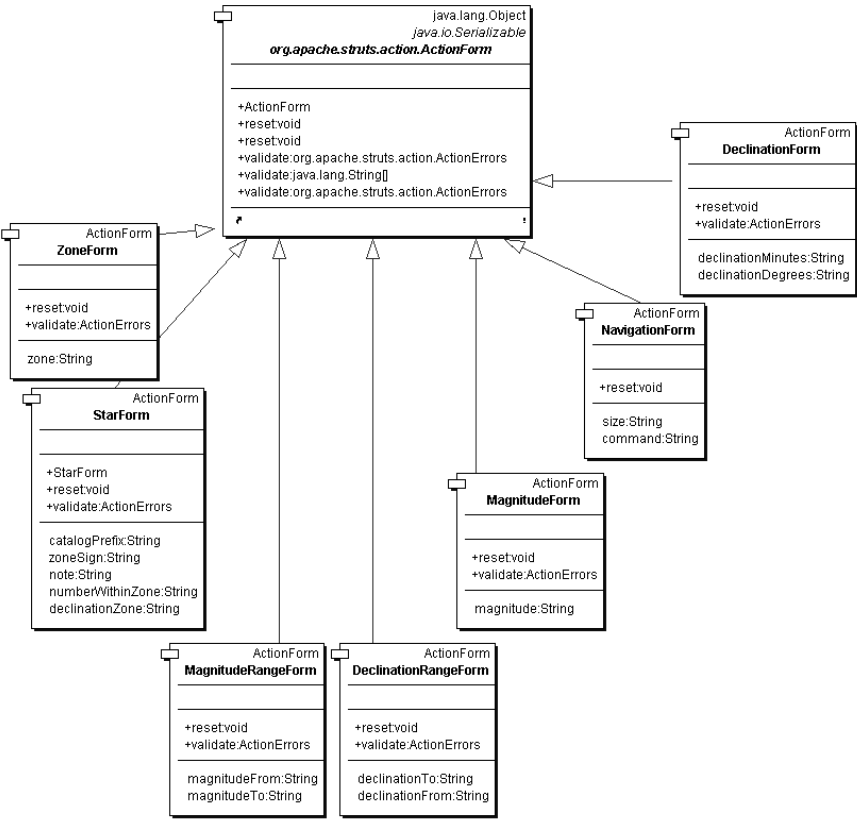 java.lang.Object
java.io.Serializable
org.apache.struts.action.ActionForm
+ActionForm
+reset:void
+reset:void
+validate:org.apache.struts.action.ActionErrors
+validate:java.lang.String[]
+validate:org.apache.struts.action.ActionErrors
ActionForm
DeclinationForm
+reset:void
+validate:ActionErrors
declinationMinutes:String
declinationDegrees:String
ActionForm
ZoneForm
+reset:void
+validate:ActionErrors
zone:String
ActionForm
NavigationForm
+reset:void
size:String
command:String
ActionForm
StarForm
+StarForm
+reset:void
+validate:ActionErrors
catalogPrefix:String
zoneSign:String
note:String
numberWithinZone:String
declinationZone:String
ActionForm
MagnitudeForm
+reset:void
+validate:ActionErrors
magnitude:String
ActionForm
MagnitudeRangeForm
+reset:void
+validate:ActionErrors
magnitudeFrom:String
magnitudeTo:String
ActionForm
DeclinationRangeForm
+reset:void
+validate:ActionErrors
declinationTo:String
declinationFrom:String